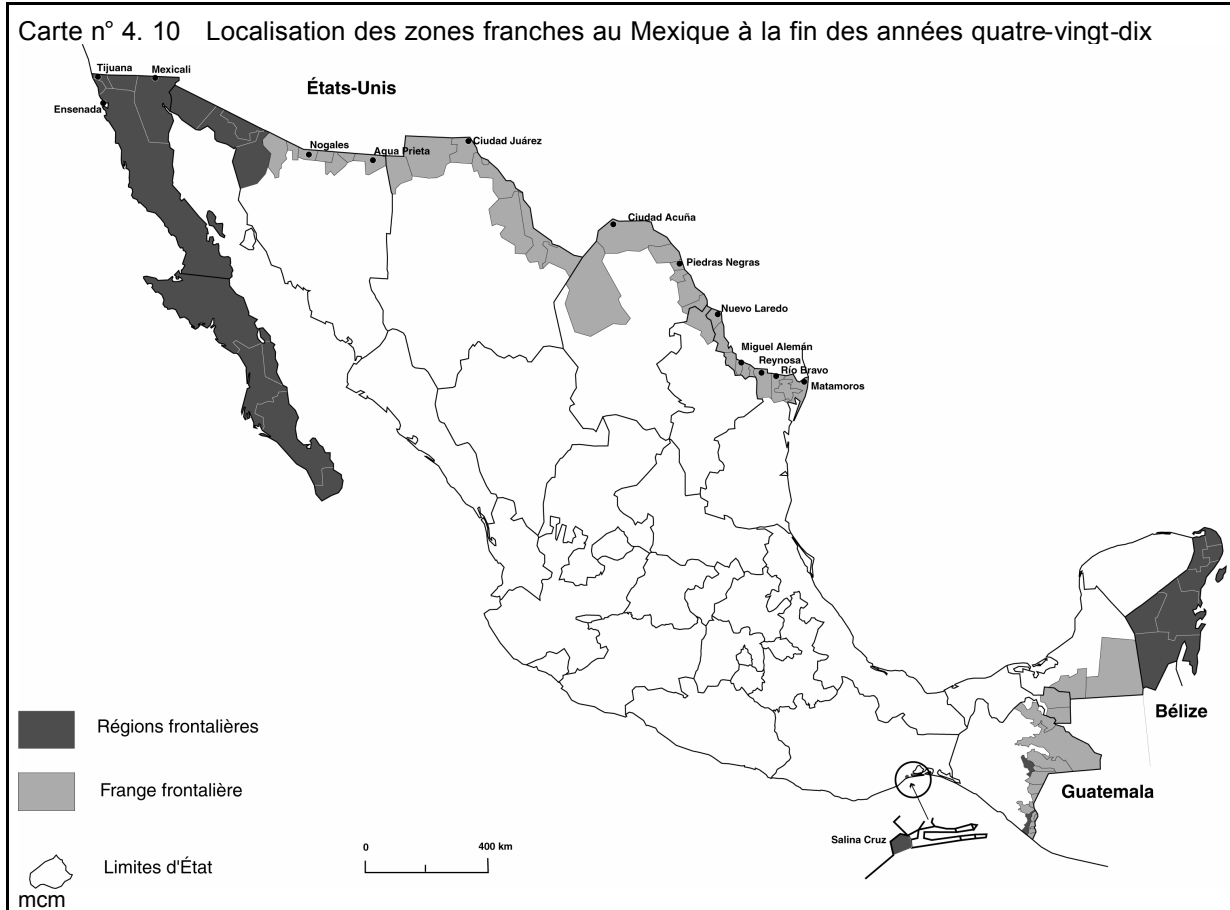 Carte n° 4. 10 Localisation des zones franches au Mexique à la fin des années quatre-vingt-dix
Tijuana
Mexicali
États-Unis
Ensenada
Nogales
Agua Prieta
Ciudad Juárez
Ciudad Acuña
Piedras Negras
Nuevo Laredo
Miguel Alemán
Reynosa
Río Bravo
Matamoros
Régions frontalières
Bélize
Frange frontalière
Guatemala
Salina Cruz
0 400 km
Limites d'État
mcm